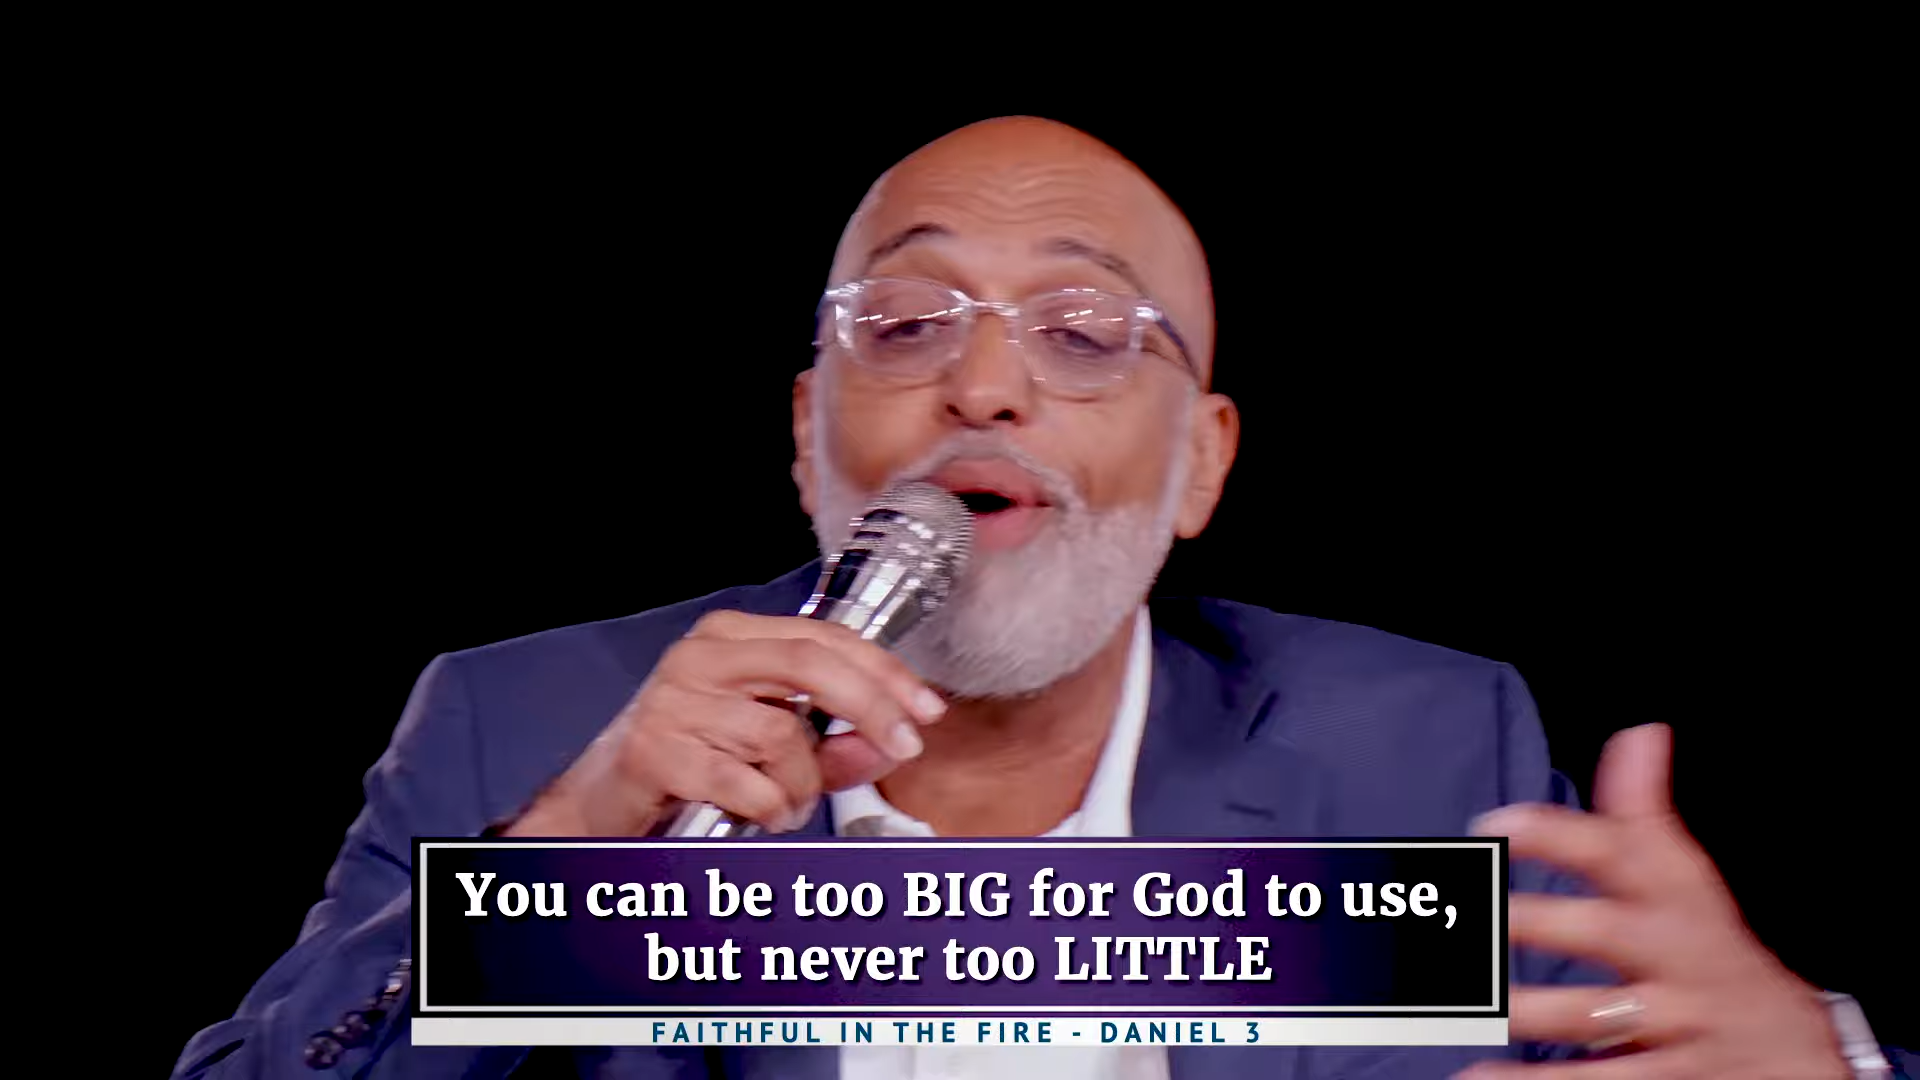 You can be too BIG for God to use,
but never too LITTLE
FAITHFUL IN THE FIRE - DANIEL 3